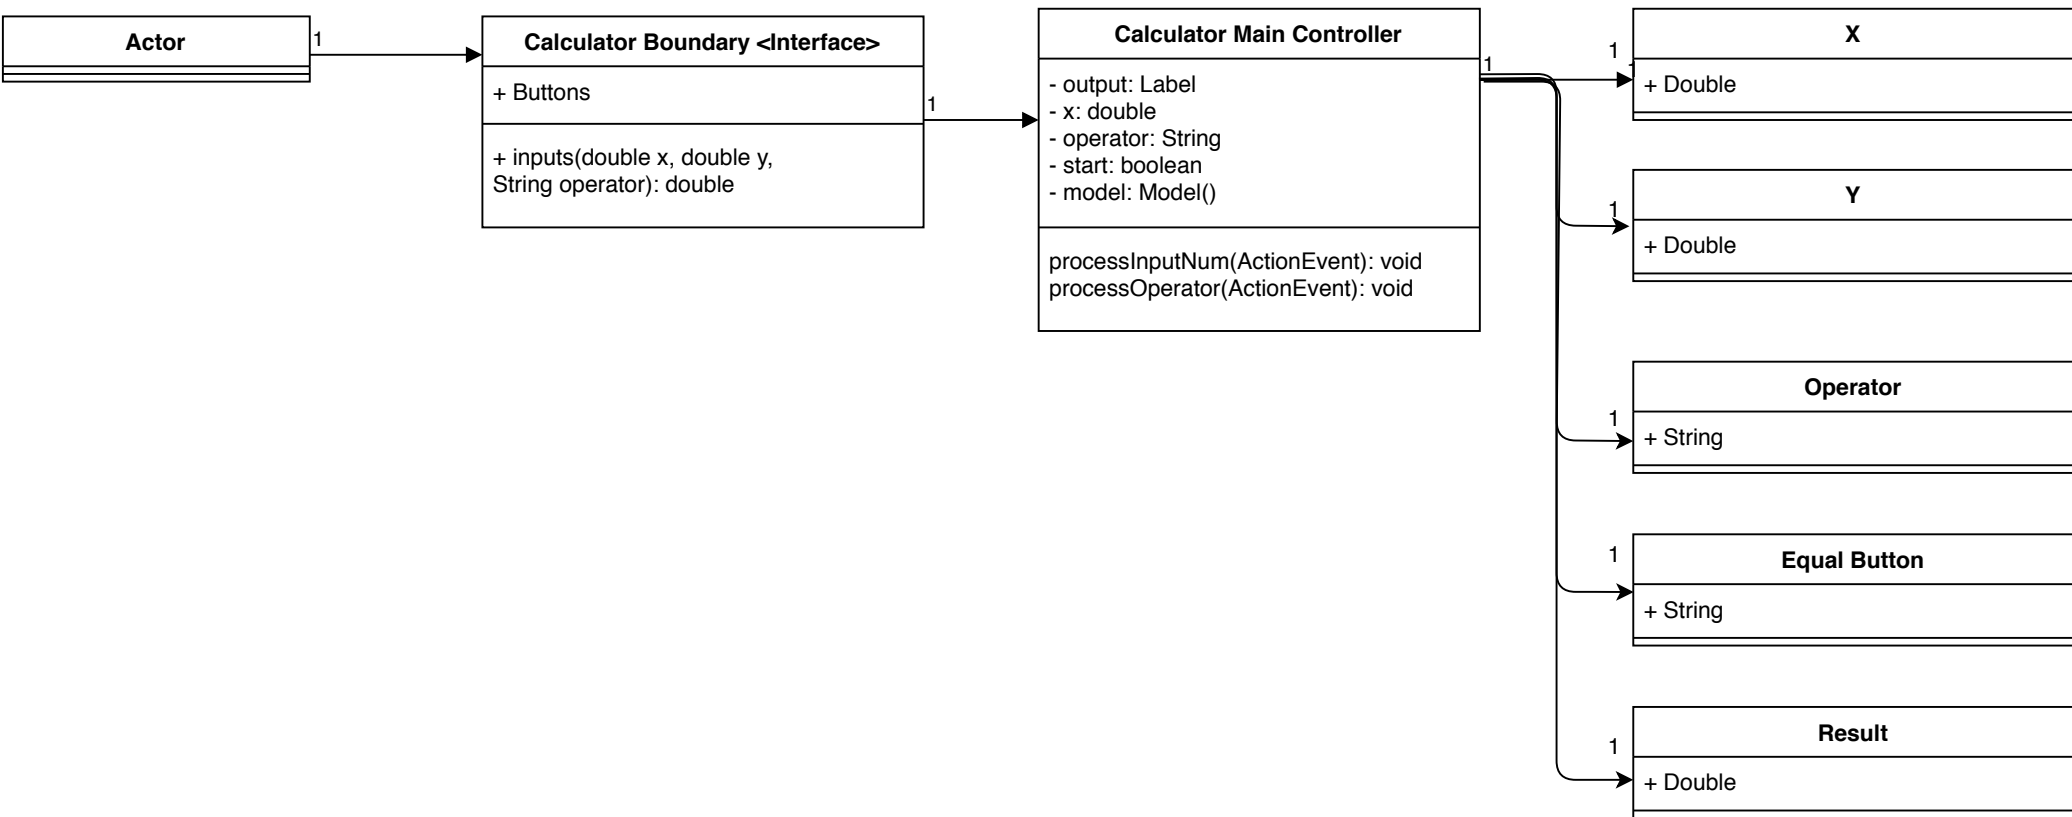 Actor
1
Calculator Boundary <Interface>
+ Buttons
+ inputs(double x, double y,
String operator): double
1
Calculator Main Controller
- output: Label
- x: double
- operator: String
- start: boolean
- model: Model()
processInputNum(ActionEvent): void
processOperator(ActionEvent): void
1
1
X
+ Double
1
Y
+ Double
1
Operator
+ String
1
Equal Button
+ String
1
Result
+ Double